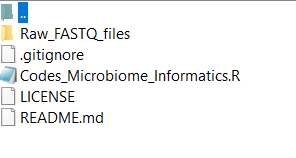 ..
Raw_FASTQ_files
.gitignore
Codes_Microbiome_Informatics.R
LICENSE
README.md